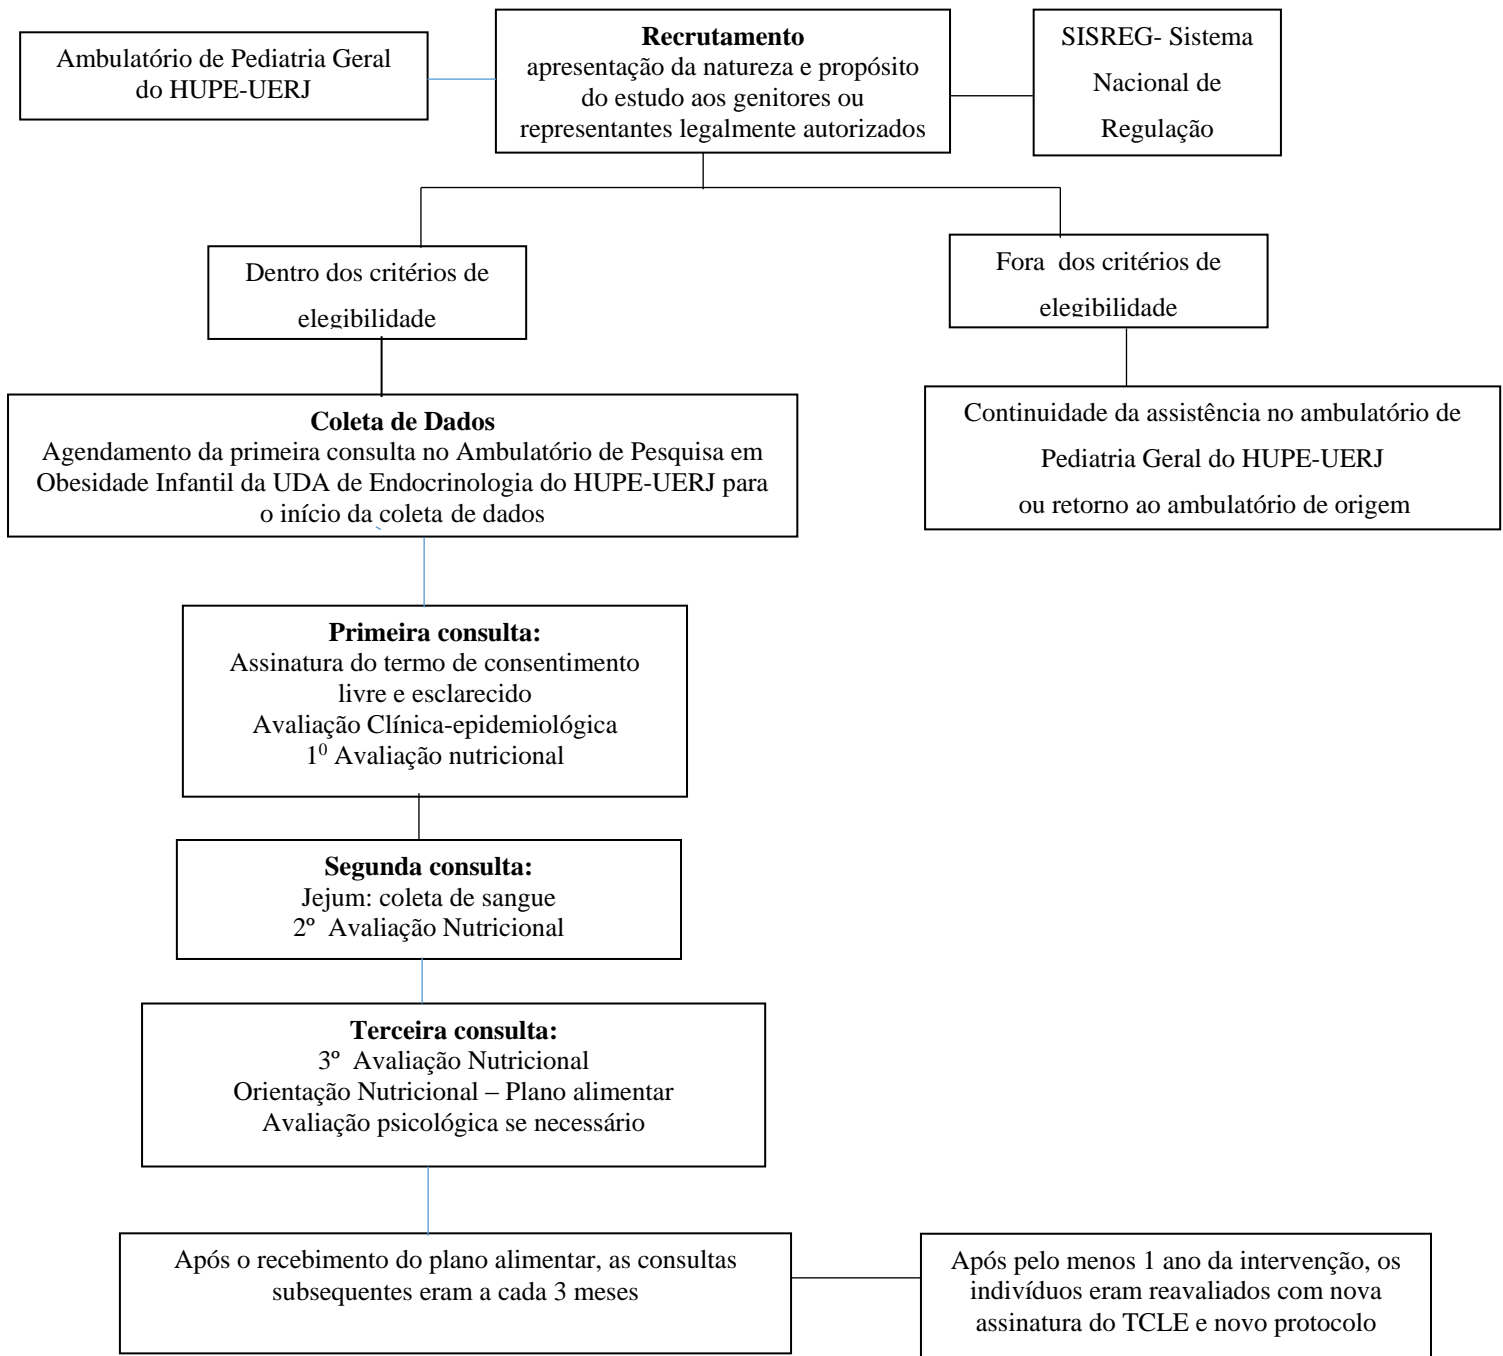 Ambulatório de Pediatria Geral
do HUPE-UERJ
Recrutamento
apresentação da natureza e propósito
do estudo aos genitores ou
representantes legalmente autorizados
SISREG- Sistema
Nacional de
Regulação
Dentro dos critérios de
elegibilidade
Fora dos critérios de
elegibilidade
Coleta de Dados
Agendamento da primeira consulta no Ambulatório de Pesquisa em
Obesidade Infantil da UDA de Endocrinologia do HUPE-UERJ para
o início da coleta de dados
Continuidade da assistência no ambulatório de
Pediatria Geral do HUPE-UERJ
ou retorno ao ambulatório de origem
Primeira consulta:
Assinatura do termo de consentimento
livre e esclarecido
Avaliação Clínica-epidemiológica
1⁰ Avaliação nutricional
Segunda consulta:
Jejum: coleta de sangue
2º Avaliação Nutricional
Terceira consulta:
3º Avaliação Nutricional
Orientação Nutricional – Plano alimentar
Avaliação psicológica se necessário
Após o recebimento do plano alimentar, as consultas
subsequentes eram a cada 3 meses
Após pelo menos 1 ano da intervenção, os
indivíduos eram reavaliados com nova
assinatura do TCLE e novo protocolo